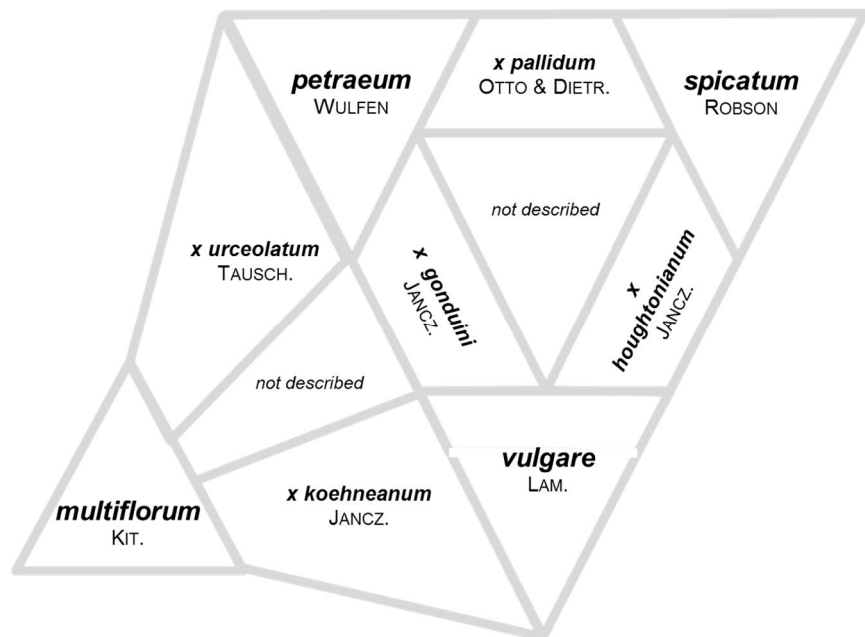 petraeum
WULFEN
x pallidum
OTTO & DIETR.
spicatum
ROBSON
not described
x urceolatum
TAUSCH.
x gonduini
JANCZ.
x
houghtonianum
JANCZ.
not described
vulgare
LAM.
x koehneanum
JANCZ.
multiflorum
KIT.